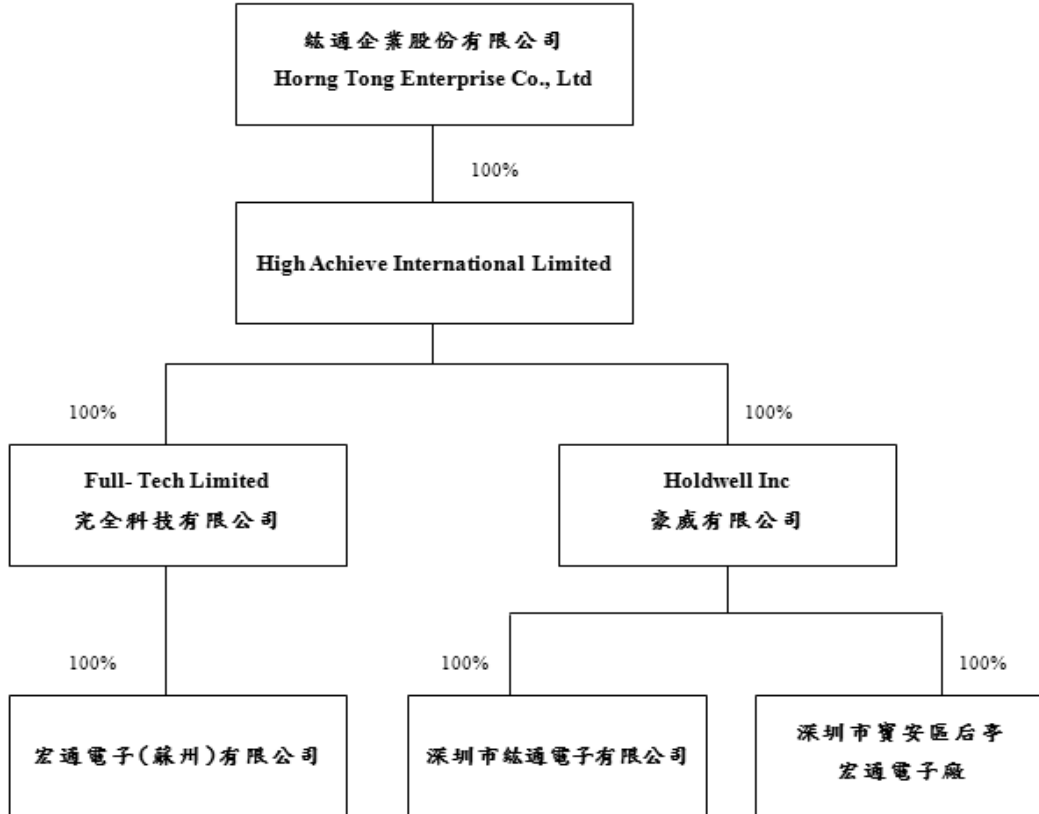 紘通企業股份有限公司
Horng Tong Enterprise Co., Ltd
100%
High Achieve International Limited
100%
100%
Full- Tech Limited
完全科技有限公司
Holdwell Inc
豪威有限公司
100%
100%
100%
宏通電子(蘇州)有限公司
深圳市紘通電子有限公司
深圳市寶安區后亭
宏通電子廠